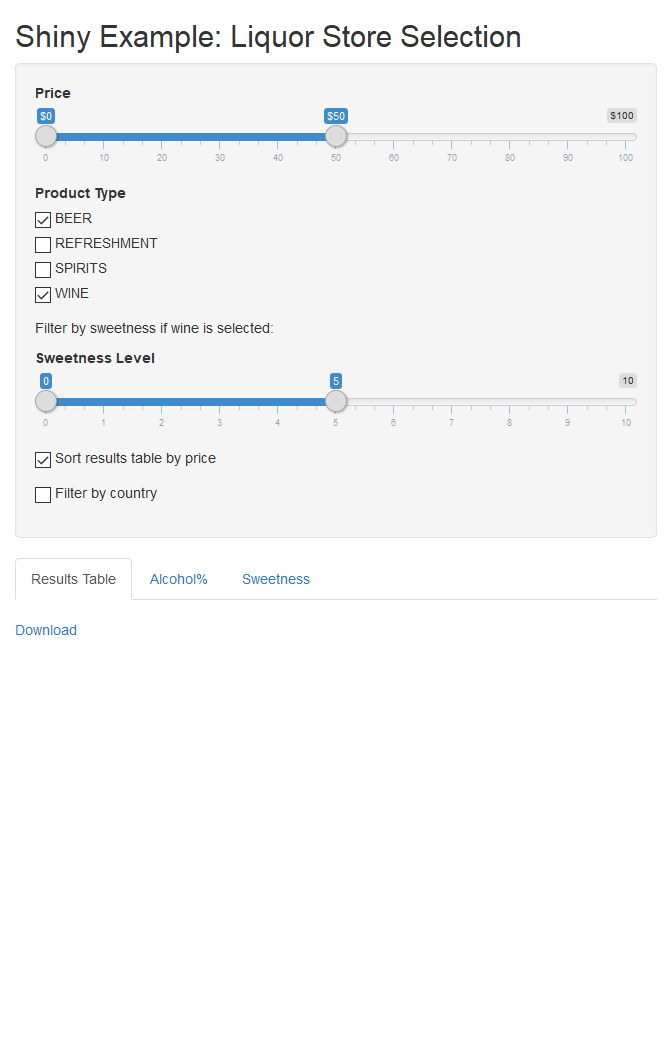 Shiny Example: Liquor Store Selection
Price
$0 $50 $100
0 10 20 30 40 50 60 70 80 90 100
Product Type
BEER
REFRESHMENT
SPIRITS
WINE
Filter by sweetness if wine is selected:
Sweetness Level
0 5 10
0 1 2 3 4 5 6 7 8 9 10
Sort results table by price
Filter by country
Results Table Alcohol% Sweetness
Download